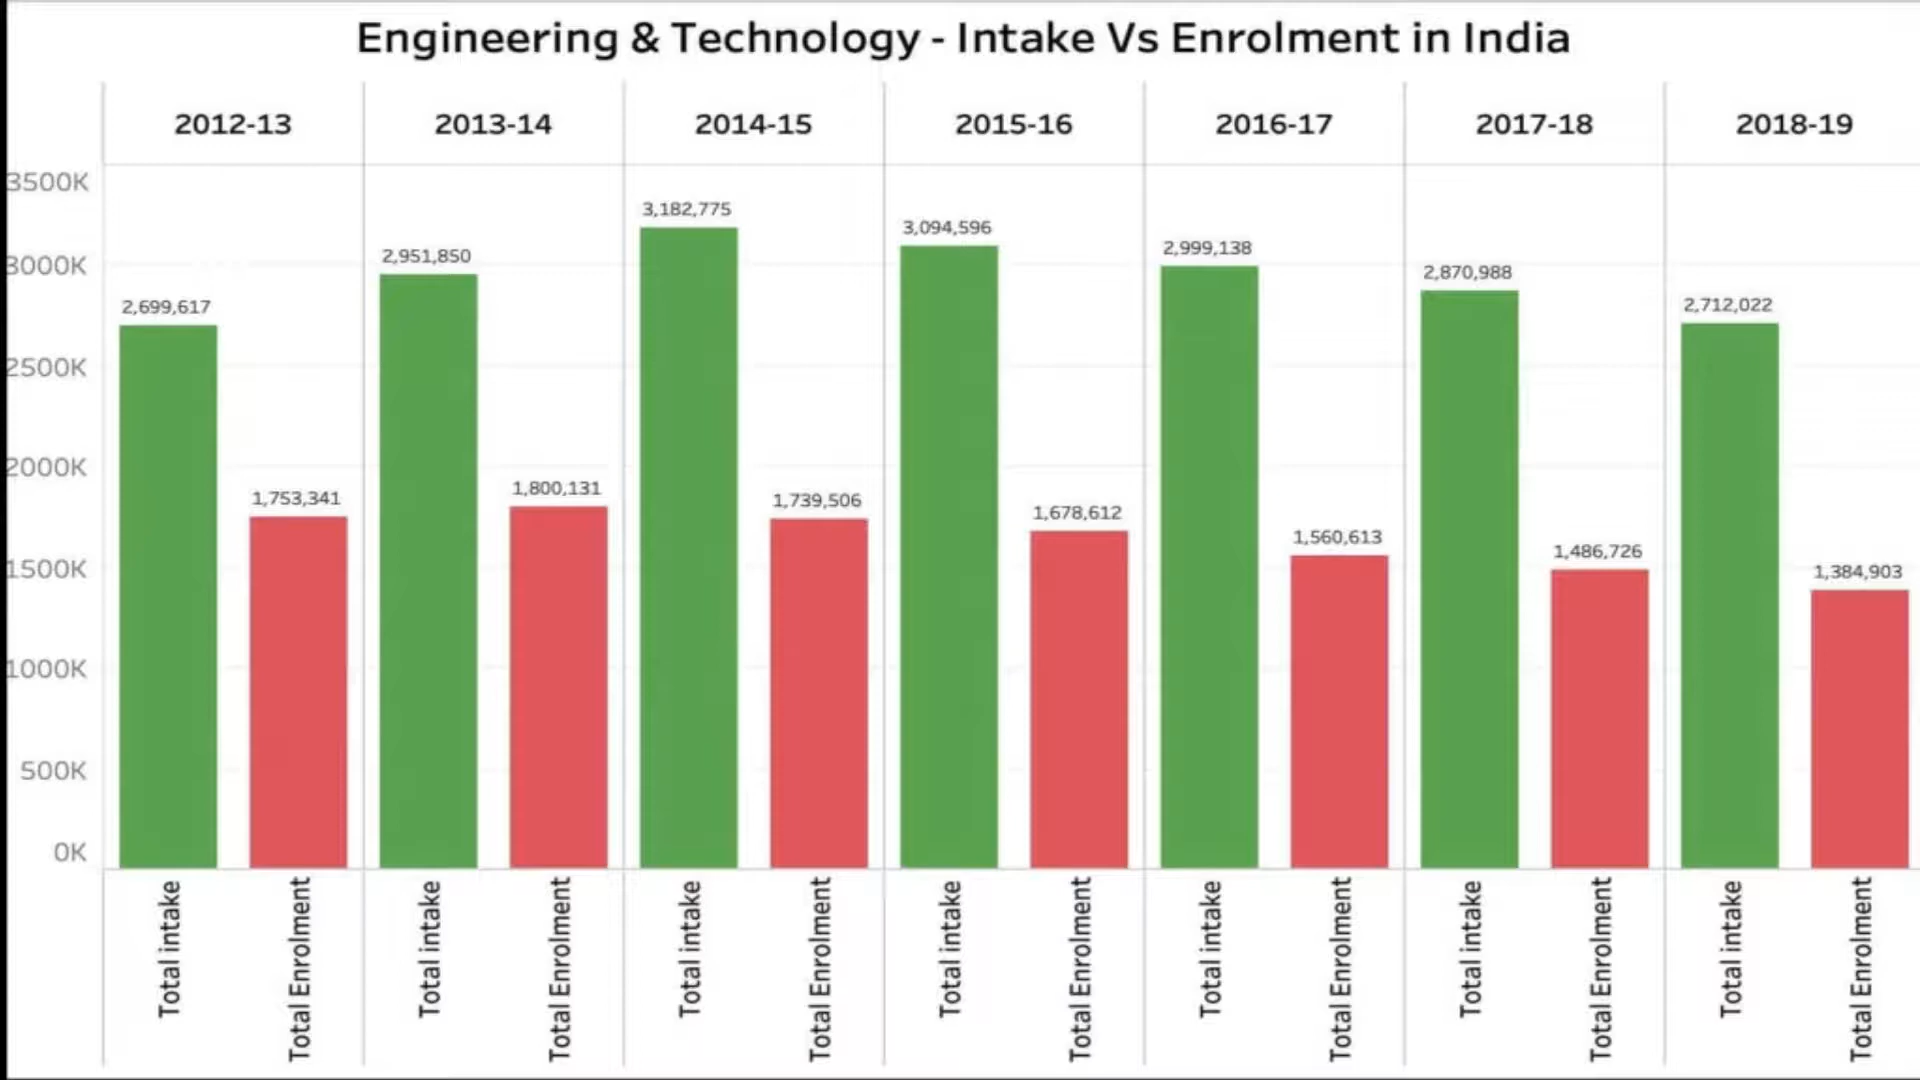 Engineering & Technology - Intake Vs Enrolment in India
2012-13 2013-14 2014-15 2015-16 2016-17 2017-18 2018-19
3500K
3000K
2500K
2000K
1500K
1000K
500K
0K
2,699,617 1,753,341 2,951,850 1,800,131 3,182,775 1,739,506 3,094,596 1,678,612 2,999,138 1,560,613 2,870,988 1,486,726 2,712,022 1,384,903
Total intake
Total Enrolment
Total intake
Total Enrolment
Total intake
Total Enrolment
Total intake
Total Enrolment
Total intake
Total Enrolment
Total intake
Total Enrolment
Total intake
Total Enrolment